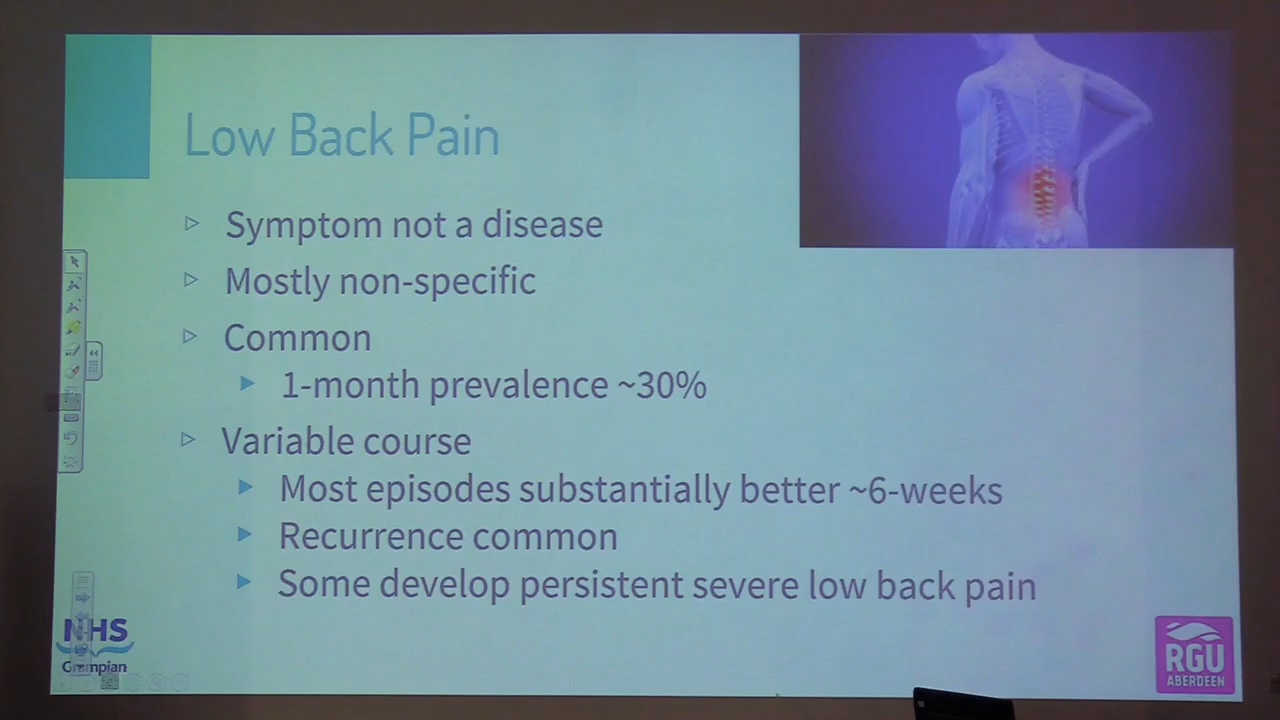 Low Back Pain
Symptom not a disease
Mostly non-specific
Common
1-month prevalence ~30%
Variable course
Most episodes substantially better ~6-weeks
Recurrence common
Some develop persistent severe low back pain
NHS
Grampian
RGU
ABERDEEN